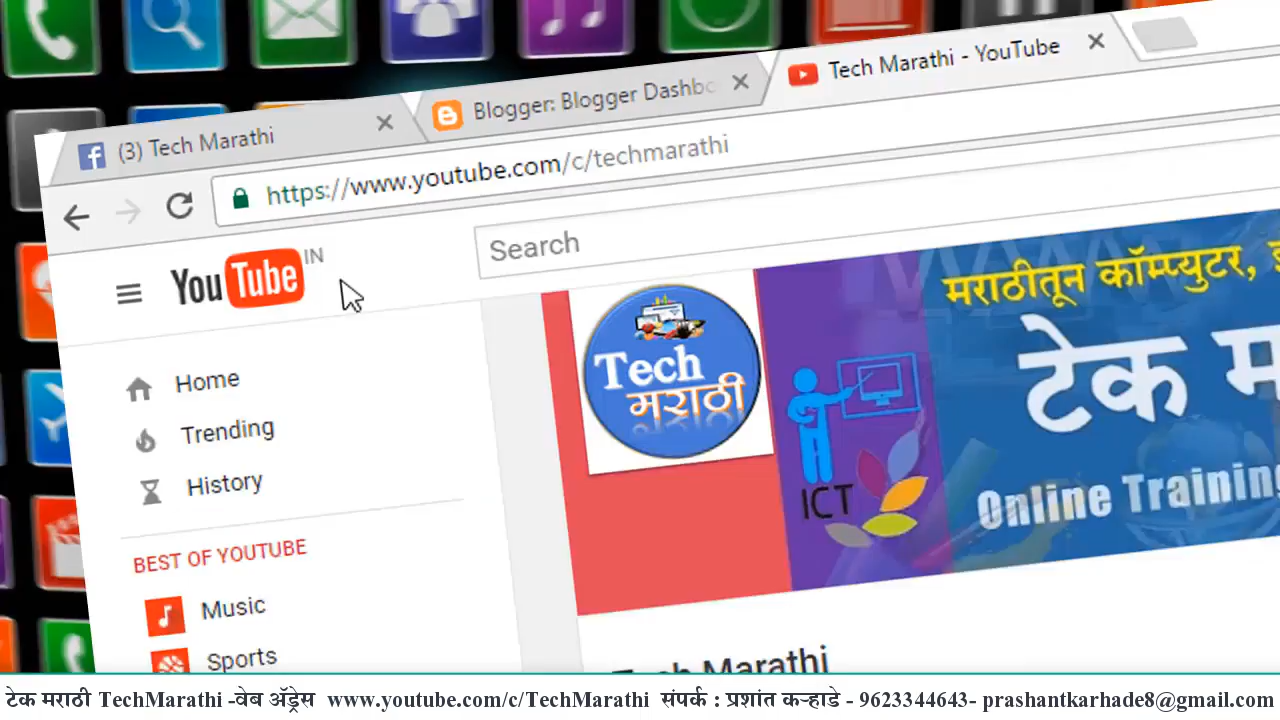 (3) Tech Marathi
Blogger: Blogger Dashbo
Tech Marathi - YouTube
https://www.youtube.com/c/techmarathi
YouTube IN
Search
Home
Trending
History
BEST OF YOUTUBE
Music
Sports
Tech
मराठी
ICT
मराठीतून कॉम्प्युटर,
टेक म
Online Training
Tech Marathi
टेक मराठी TechMarathi -वेब ॲड्रेस www.youtube.com/c/TechMarathi संपर्क : प्रशांत कऱ्हाडे - 9623344643- prashantkarhade8@gmail.com